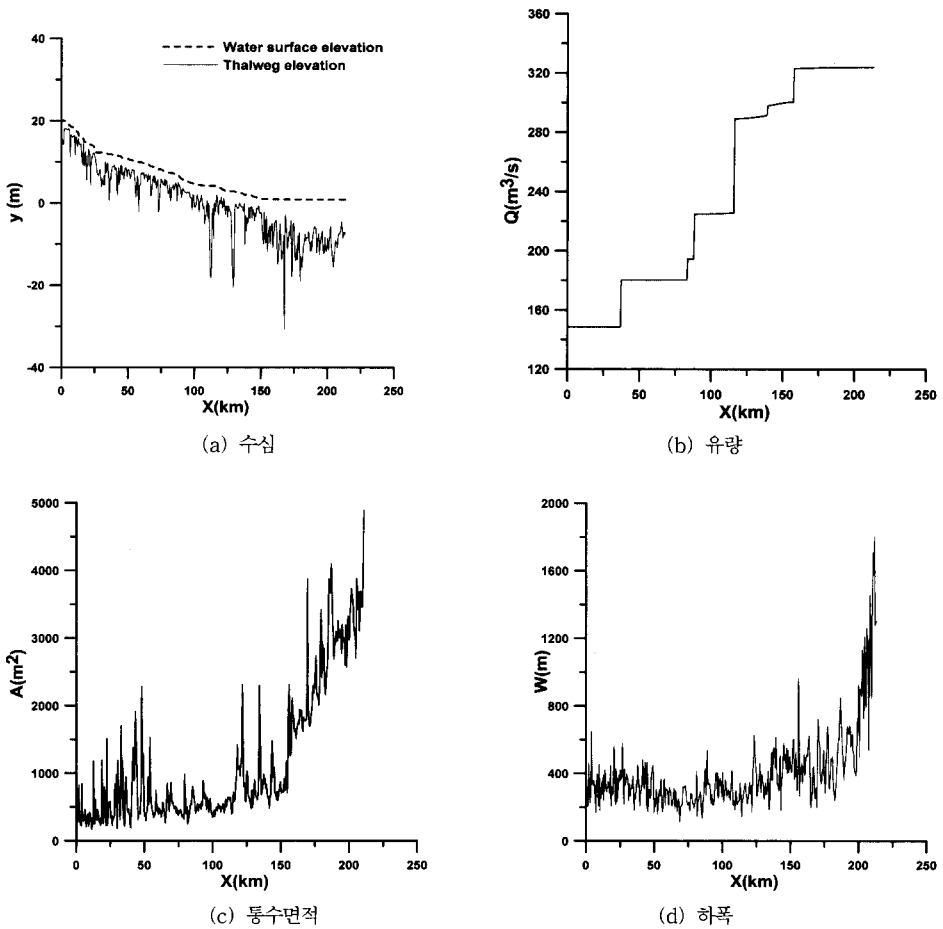 40
20
0
-20
-40
y (m)
Water surface elevation
Thalweg elevation
0 50 100 150 200 250
X(km)
(a) 수심
360
320
280
240
200
160
120
Q(m³/s)
0 50 100 150 200 250
X(km)
(b) 유량
5000
4000
3000
2000
1000
0
A(m²)
0 50 100 150 200 250
X(km)
(c) 통수면적
2000
1600
1200
800
400
0
W(m)
0 50 100 150 200 250
X(km)
(d) 하폭